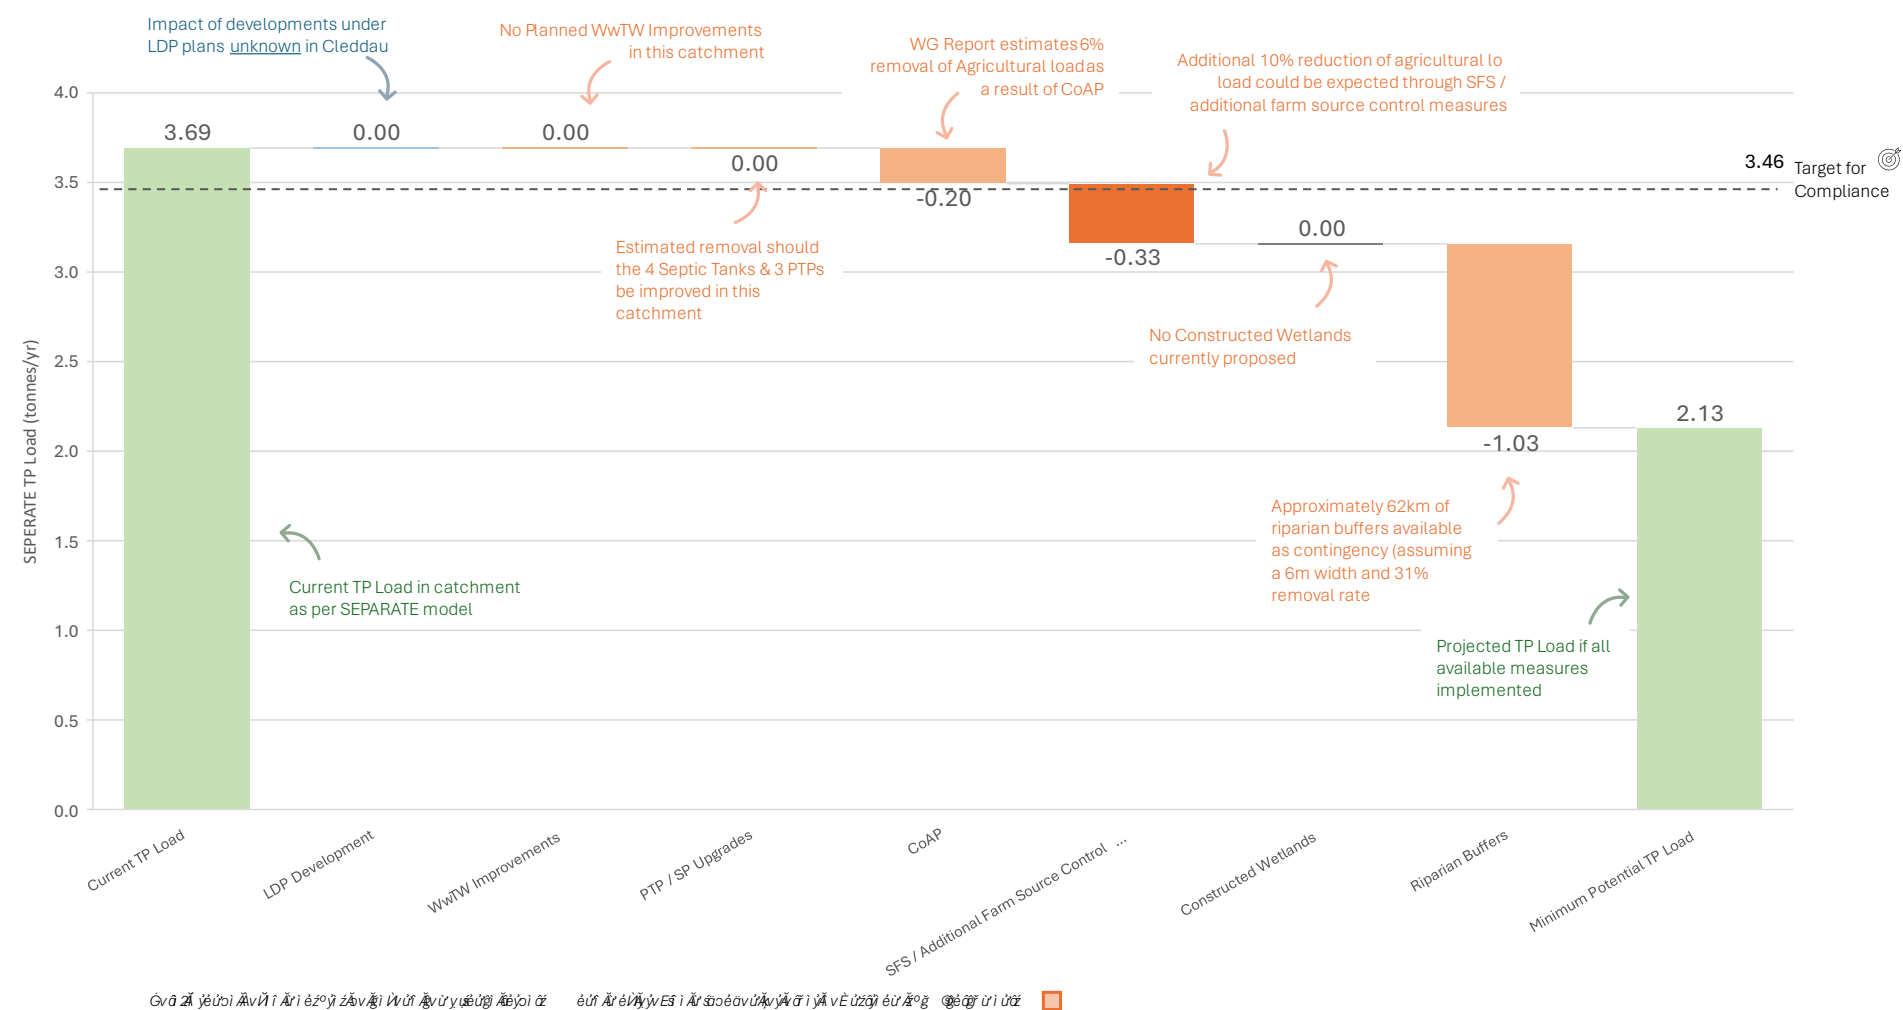 Impact of developments under
LDP plans unknown in Cleddau
No Planned WwTW Improvements
in this catchment
WG Report estimates 6%
removal of Agricultural load as
a result of CoAP
Additional 10% reduction of agricultural lo
load could be expected through SFS /
additional farm source control measures
4.0
3.69
0.00
0.00
0.00
3.46
Target for
Compliance
3.5
-0.20
Estimated removal should
the 4 Septic Tanks & 3 PTPs
be improved in this
catchment
0.00
-0.33
3.0
No Constructed Wetlands
currently proposed
2.5
2.13
-1.03
2.0
SEPERATE TP Load (tonnes/yr)
Approximately 62km of
riparian buffers available
as contingency (assuming
a 6m width and 31%
removal rate
1.5
Current TP Load in catchment
as per SEPARATE model
1.0
Projected TP Load if all
available measures
implemented
0.5
0.0
Current TP Load
LDP Development
WwTW Improvements
PTP / SP Upgrades
CoAP
SFS / Additional Farm Source Control ...
Constructed Wetlands
Riparian Buffers
Minimum Potential TP Load